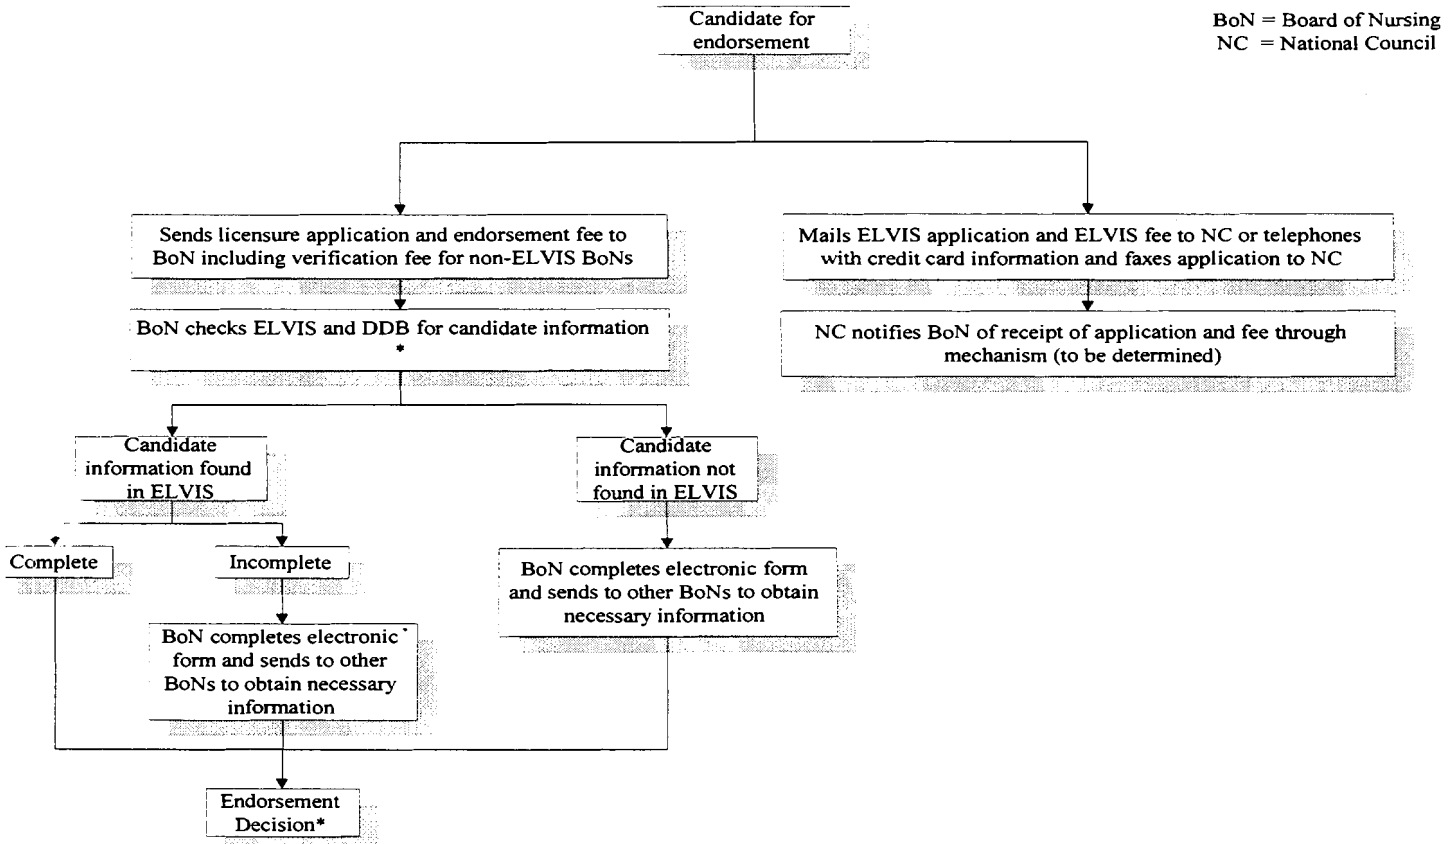 Candidate for
endorsement
BoN = Board of Nursing
NC = National Council
Sends licensure application and endorsement fee to
BoN including verification fee for non-ELVIS BoNs
Mails ELVIS application and ELVIS fee to NC or telephones
with credit card information and faxes application to NC
BoN checks ELVIS and DDB for candidate information
*
NC notifies BoN of receipt of application and fee through
mechanism (to be determined)
Candidate
information found
in ELVIS
Candidate
information not
found in ELVIS
Complete
Incomplete
BoN completes electronic form
and sends to other BoNs to obtain
necessary information
BoN completes electronic
form and sends to other
BoNs to obtain necessary
information
Endorsement
Decision*